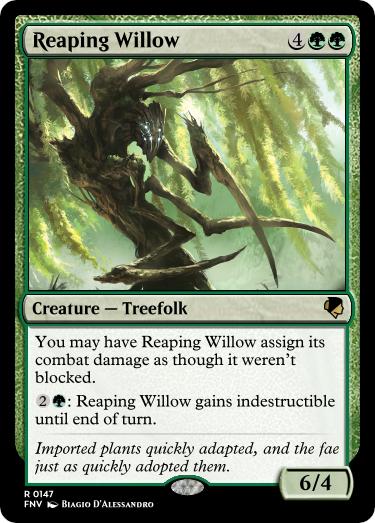 Reaping Willow 4
Creature — Treefolk
You may have Reaping Willow assign its
combat damage as though it weren't
blocked.
2 : Reaping Willow gains indestructible
until end of turn.
Imported plants quickly adapted, and the fae
just as quickly adopted them.
6/4
R 0147
FNV BIAGIO D'ALESSANDRO